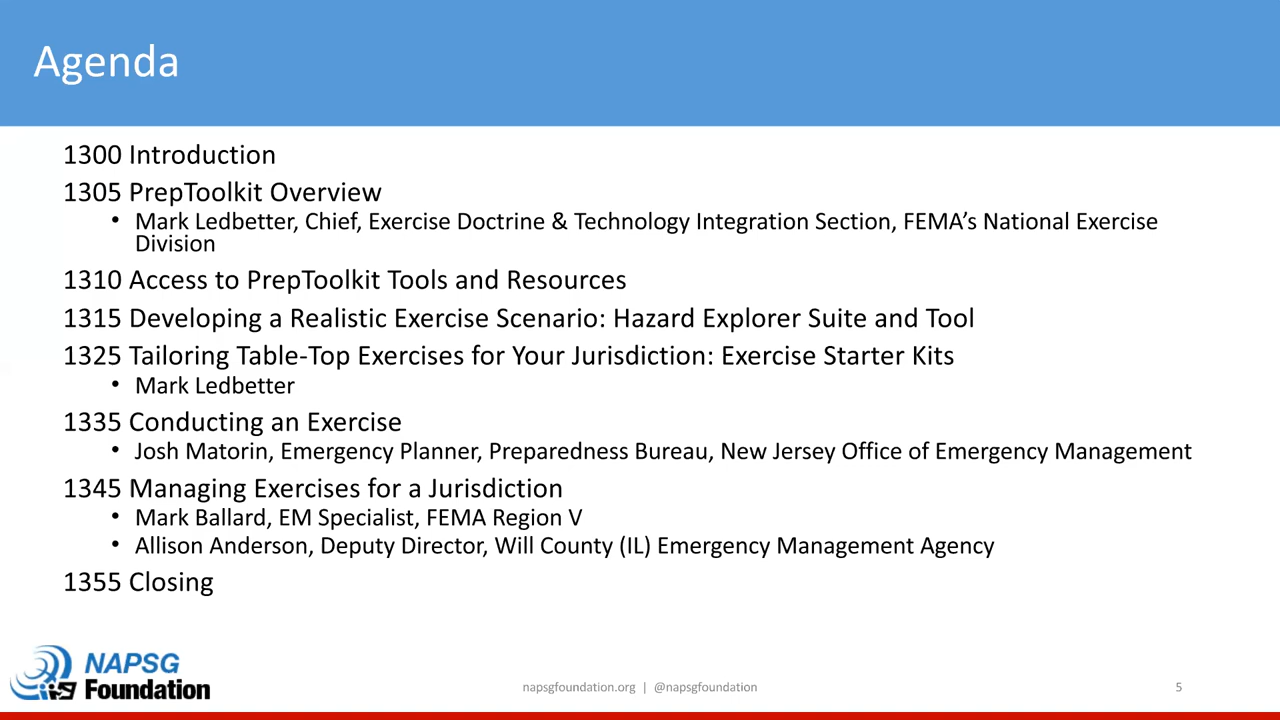 Agenda
1300 Introduction
1305 PrepToolkit Overview
• Mark Ledbetter, Chief, Exercise Doctrine & Technology Integration Section, FEMA’s National Exercise
Division
1310 Access to PrepToolkit Tools and Resources
1315 Developing a Realistic Exercise Scenario: Hazard Explorer Suite and Tool
1325 Tailoring Table-Top Exercises for Your Jurisdiction: Exercise Starter Kits
• Mark Ledbetter
1335 Conducting an Exercise
• Josh Matorin, Emergency Planner, Preparedness Bureau, New Jersey Office of Emergency Management
1345 Managing Exercises for a Jurisdiction
• Mark Ballard, EM Specialist, FEMA Region V
• Allison Anderson, Deputy Director, Will County (IL) Emergency Management Agency
1355 Closing
NAPSG
Foundation
napsgfoundation.org | @napsgfoundation
5